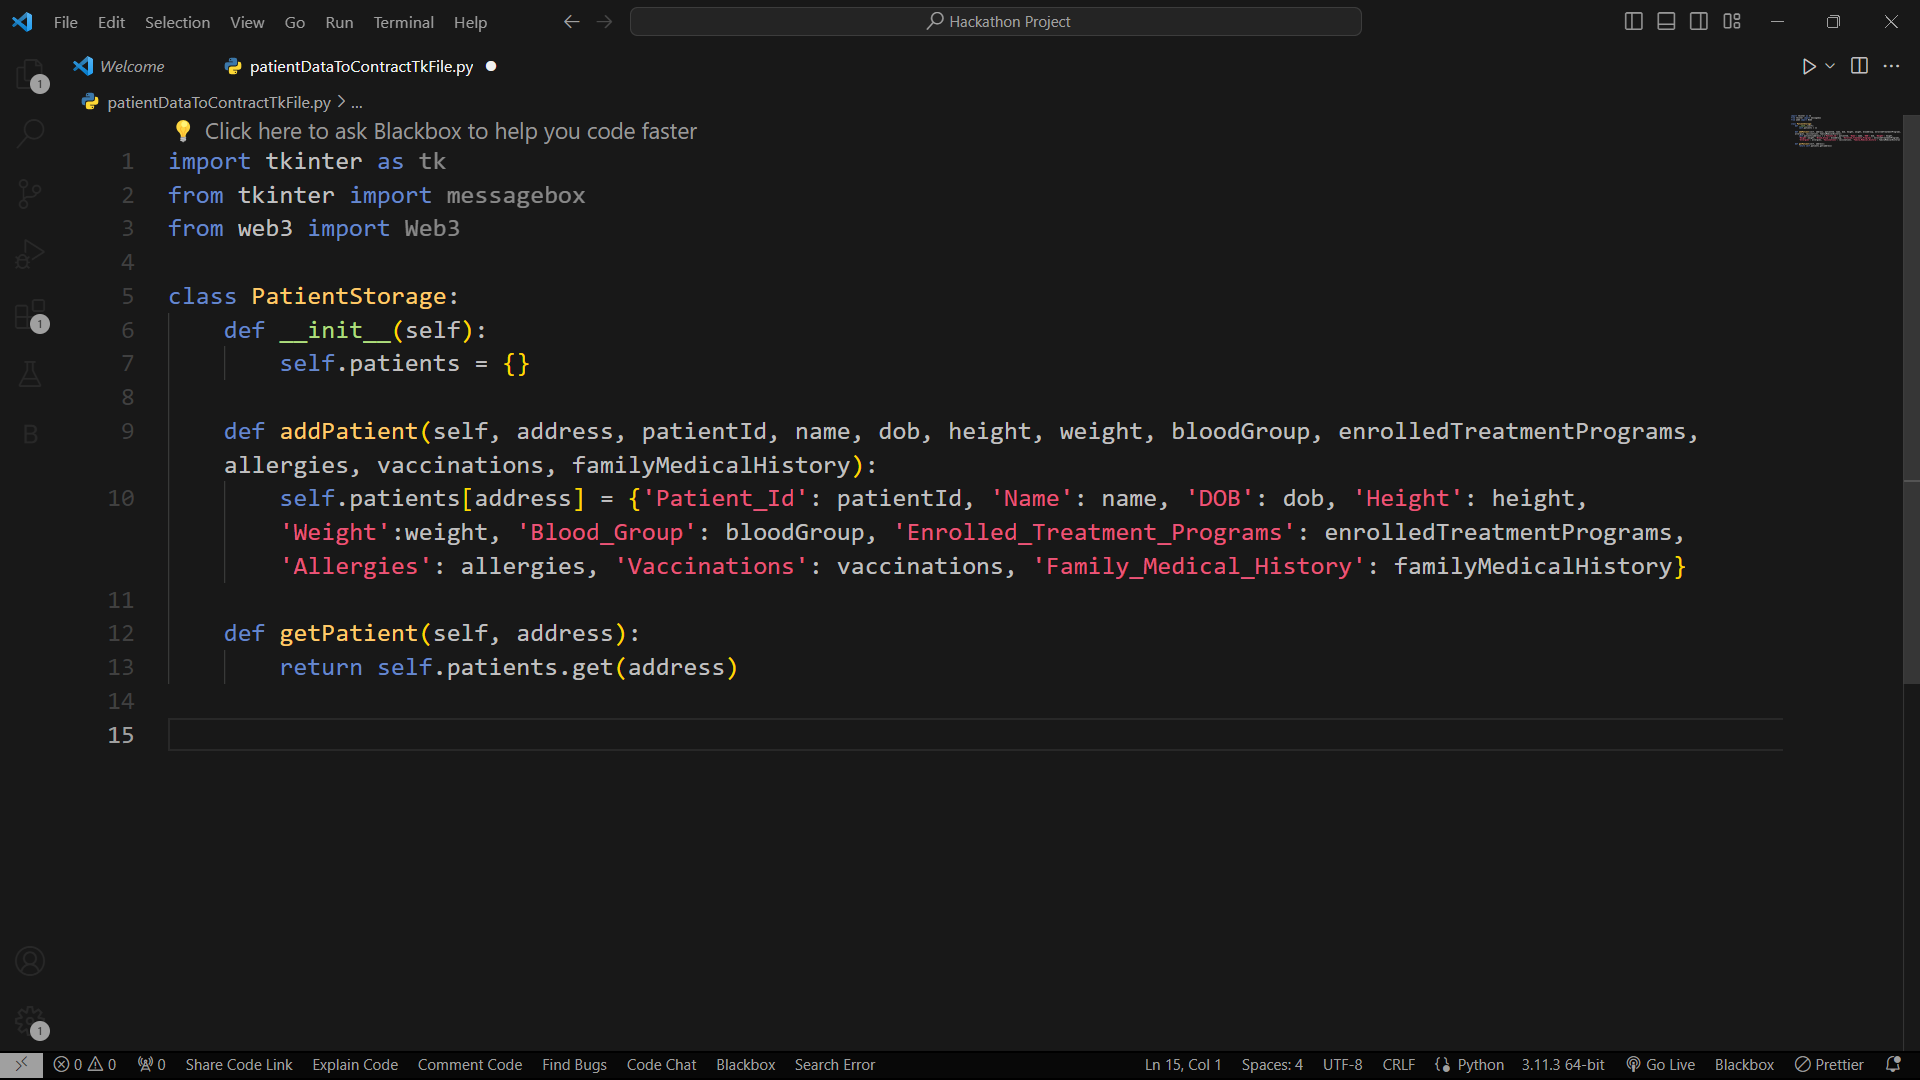 File Edit Selection View Go Run Terminal Help
Hackathon Project
Welcome
patientDataToContractTkFile.py
patientDataToContractTkFile.py > ...
Click here to ask Blackbox to help you code faster
1 import tkinter as tk
2 from tkinter import messagebox
3 from web3 import Web3
4
5 class PatientStorage:
6 def __init__(self):
7 self.patients = {}
8
9 def addPatient(self, address, patientId, name, dob, height, weight, bloodGroup, enrolledTreatmentPrograms,
allergies, vaccinations, familyMedicalHistory):
10 self.patients[address] = {'Patient_Id': patientId, 'Name': name, 'DOB': dob, 'Height': height,
'Weight':weight, 'Blood_Group': bloodGroup, 'Enrolled_Treatment_Programs': enrolledTreatmentPrograms,
'Allergies': allergies, 'Vaccinations': vaccinations, 'Family_Medical_History': familyMedicalHistory}
11
12 def getPatient(self, address):
13 return self.patients.get(address)
14
15
1
1
B
1
0 0 0 Share Code Link Explain Code Comment Code Find Bugs Code Chat Blackbox Search Error Ln 15, Col 1 Spaces: 4 UTF-8 CRLF Python 3.11.3 64-bit Go Live Blackbox Prettier